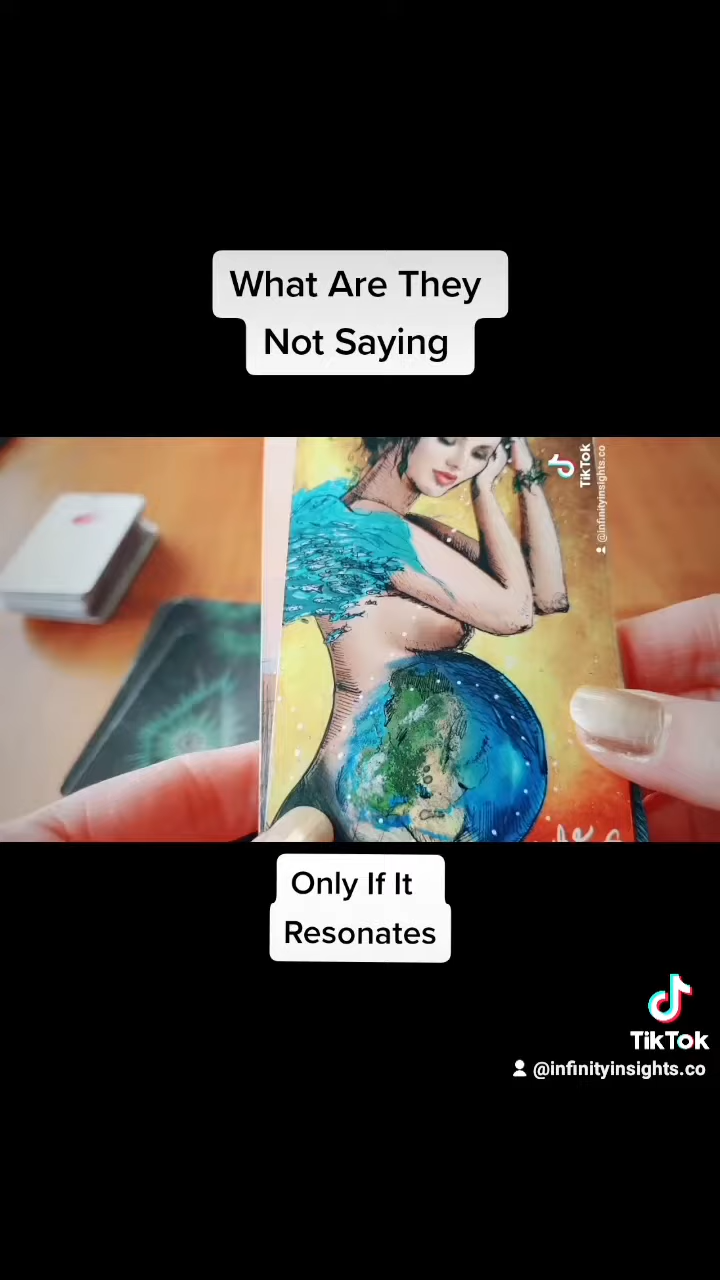 What Are They
Not Saying
TikTok
@infinityinsights.co
Only If It
Resonates
TikTok
@infinityinsights.co